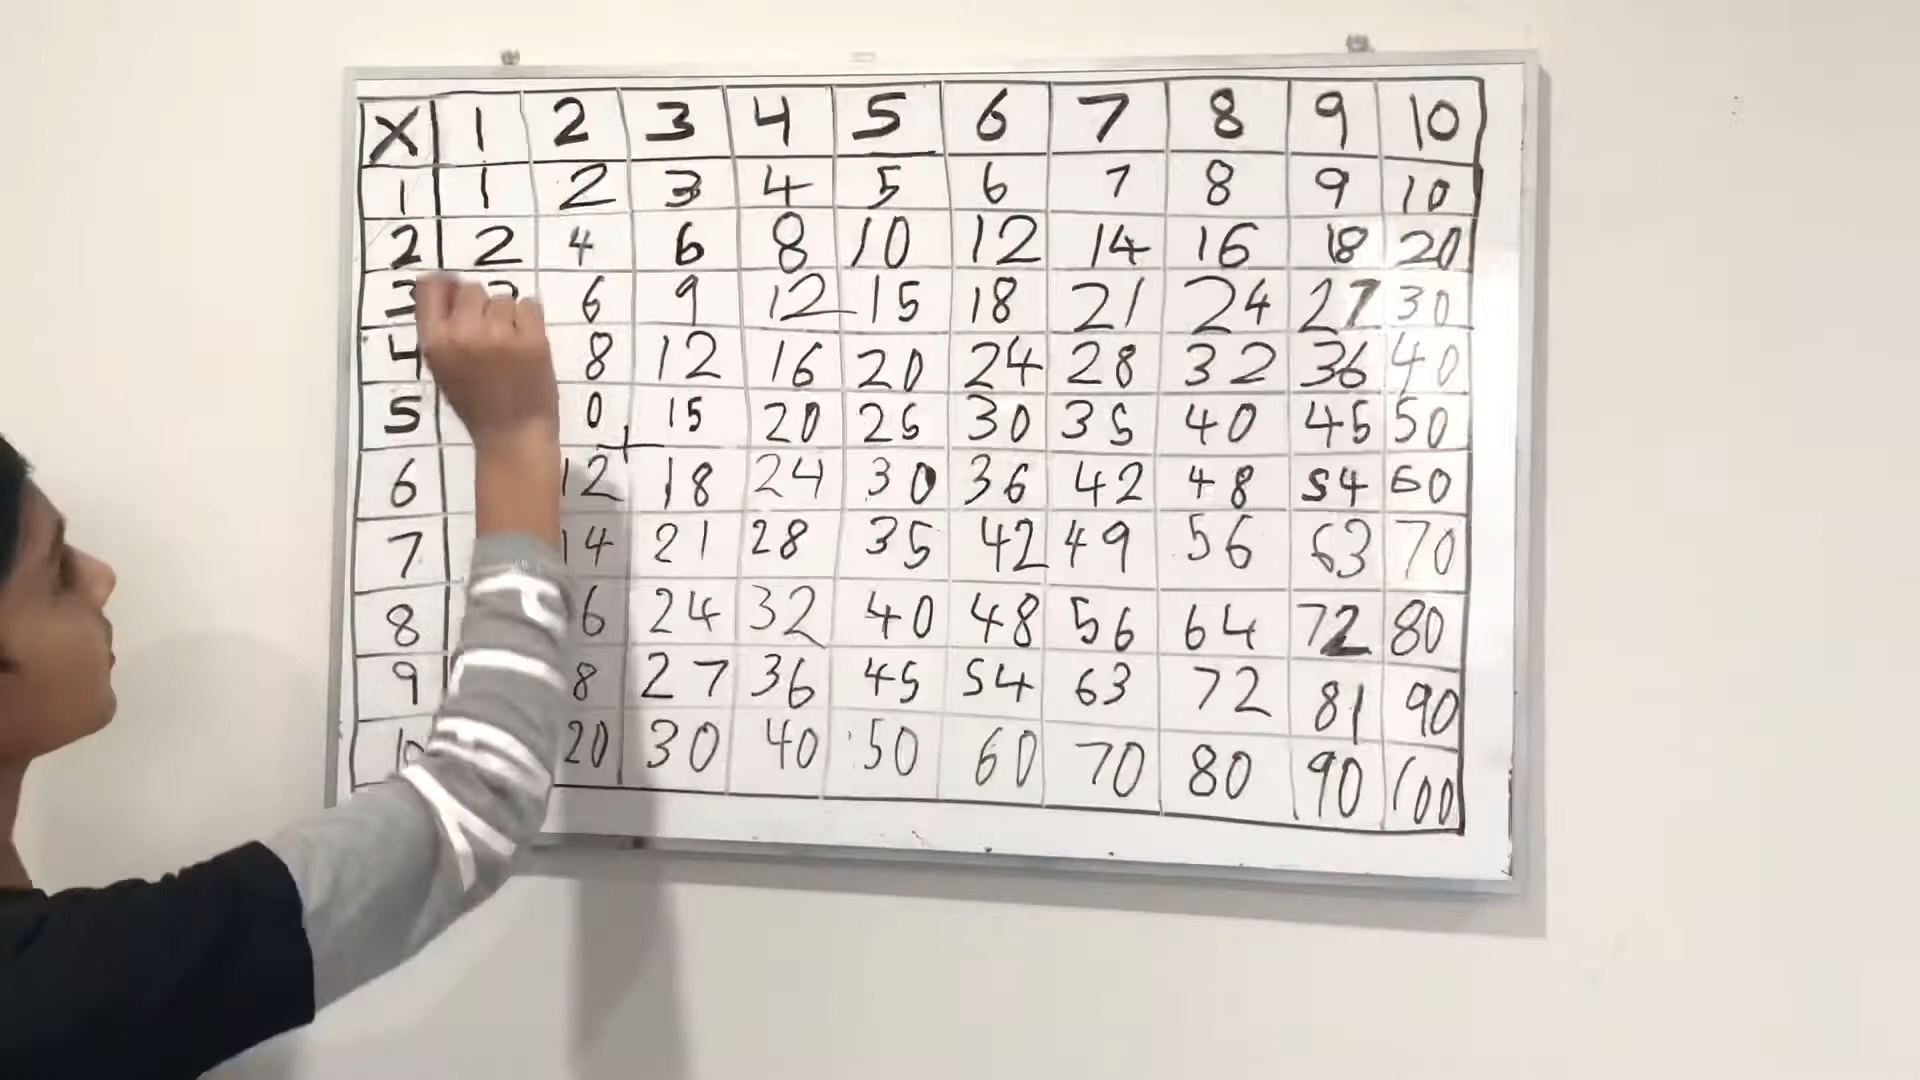 X 1 2 3 4 5 6 7 8 9 10
1 1 2 3 4 5 6 7 8 9 10
2 2 4 6 8 10 12 14 16 18 20
3 6 9 12 15 18 21 24 27 30
4 8 12 16 20 24 28 32 36 40
5 0 15 20 25 30 35 40 45 50
6 12 18 24 30 36 42 48 54 60
7 14 21 28 35 42 49 56 63 70
8 6 24 32 40 48 56 64 72 80
9 8 27 36 45 54 63 72 81 90
10 20 30 40 50 60 70 80 90 100